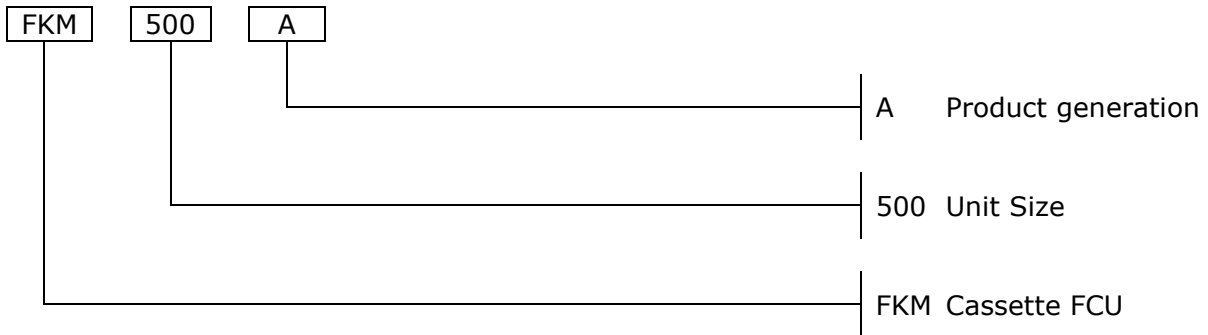 FKM 500 A
A Product generation
500 Unit Size
FKM Cassette FCU